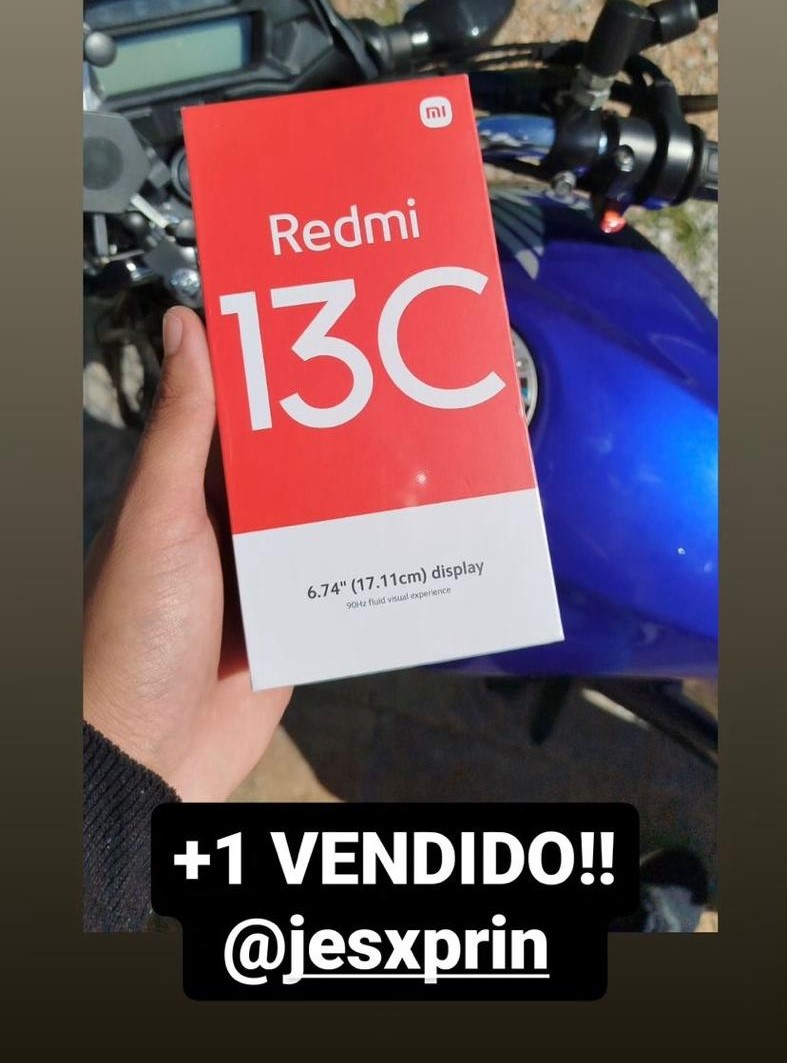 mi
Redmi
13C
6.74" (17.11cm) display
90Hz fluid visual experience
+1 VENDIDO!!
@jesxprin